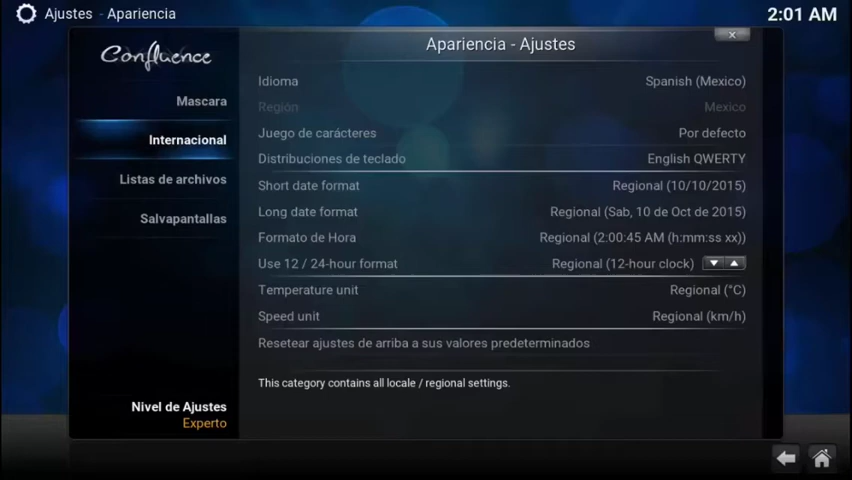 Ajustes - Apariencia
2:01 AM
Confluence
Apariencia - Ajustes
Mascara
Internacional
Listas de archivos
Salvapantallas
Idioma Spanish (Mexico)
Región Mexico
Juego de carácteres Por defecto
Distribuciones de teclado English QWERTY
Short date format Regional (10/10/2015)
Long date format Regional (Sab, 10 de Oct de 2015)
Formato de Hora Regional (2:00:45 AM (h:mm:ss xx))
Use 12 / 24-hour format Regional (12-hour clock)
Temperature unit Regional (°C)
Speed unit Regional (km/h)
Resetear ajustes de arriba a sus valores predeterminados
This category contains all locale / regional settings.
Nivel de Ajustes
Experto